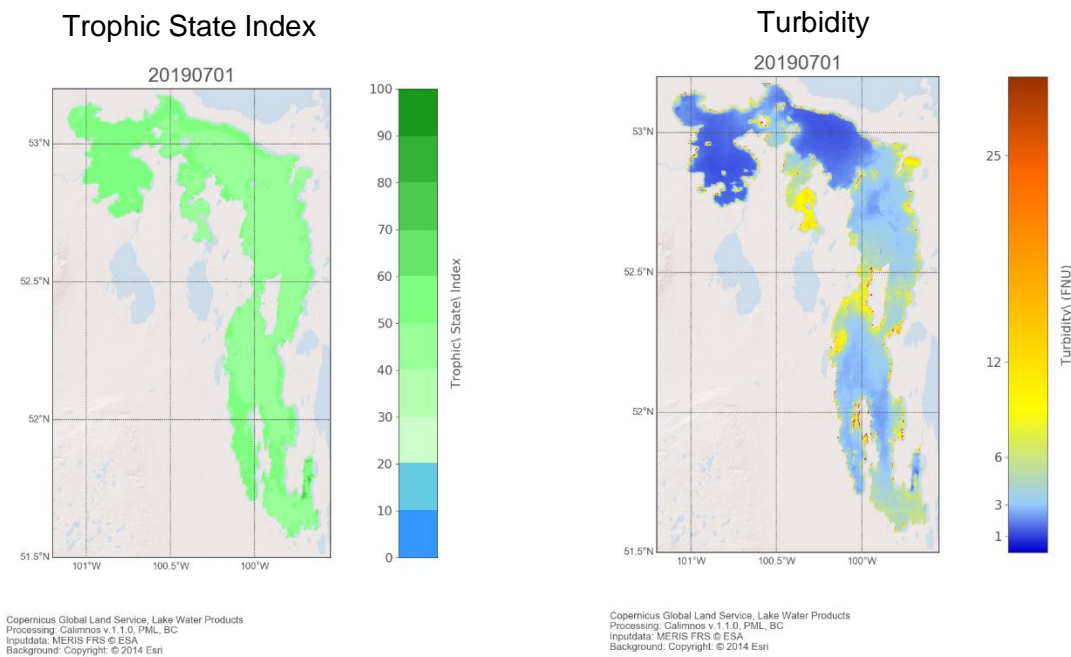 Trophic State Index
20190701
53°N
52.5°N
52°N
51.5°N
101°W
100.5°W
100°W
100
90
80
70
60
50
40
30
20
10
0
Trophic\ State\ Index
Copernicus Global Land Service, Lake Water Products
Processing: Calimnos v.1.1.0, PML, BC
Inputdata: MERIS FRS © ESA
Background: Copyright: © 2014 Esri
Turbidity
20190701
53°N
52.5°N
52°N
51.5°N
101°W
100.5°W
100°W
25
12
6
3
1
Turbidity\ (FNU)
Copernicus Global Land Service, Lake Water Products
Processing: Calimnos v.1.1.0, PML, BC
Inputdata: MERIS FRS © ESA
Background: Copyright: © 2014 Esri